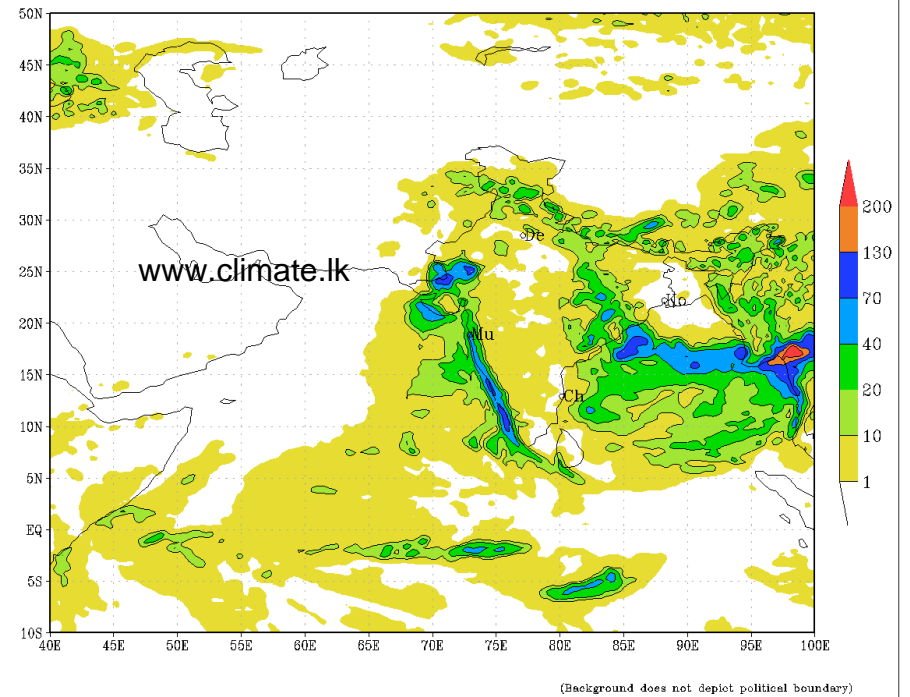 50N
45N
40N
35N
30N
25N
20N
15N
10N
5N
EQ
5S
10S
40E 45E 50E 55E 60E 65E 70E 75E 80E 85E 90E 95E 100E
De
www.climate.lk
Ko
Mu
Ch
200
130
70
40
20
10
1
(Background does not depict political boundary)